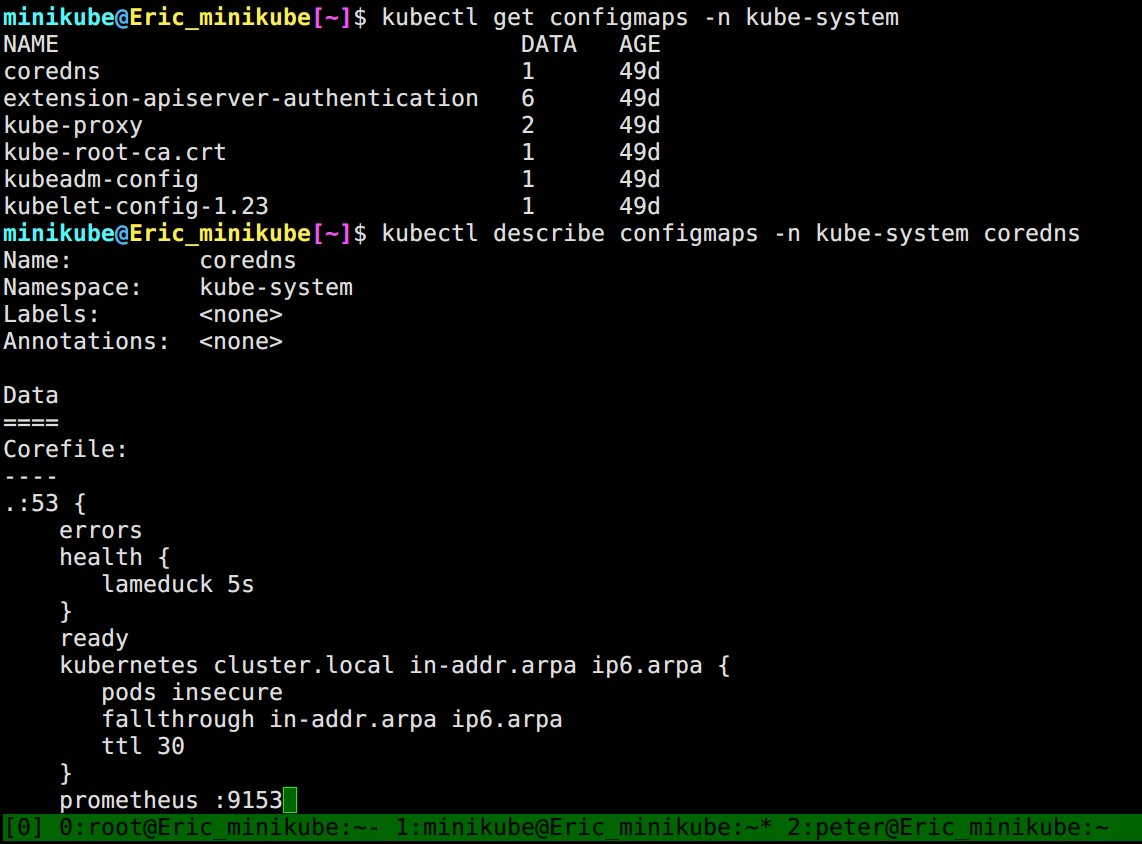 minikube@Eric_minikube[~]$ kubectl get configmaps -n kube-system
NAME                                 DATA   AGE
coredns                              1      49d
extension-apiserver-authentication   6      49d
kube-proxy                           2      49d
kube-root-ca.crt                     1      49d
kubeadm-config                       1      49d
kubelet-config-1.23                  1      49d
minikube@Eric_minikube[~]$ kubectl describe configmaps -n kube-system coredns
Name:         coredns
Namespace:    kube-system
Labels:       <none>
Annotations:  <none>

Data
====
Corefile:
----
.:53 {
    errors
    health {
       lameduck 5s
    }
    ready
    kubernetes cluster.local in-addr.arpa ip6.arpa {
       pods insecure
       fallthrough in-addr.arpa ip6.arpa
       ttl 30
    }
    prometheus :9153
[0] 0:root@Eric_minikube:~- 1:minikube@Eric_minikube:~* 2:peter@Eric_minikube:~